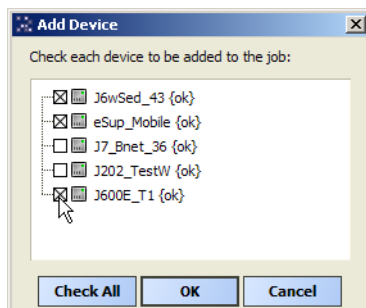 Add Device
Check each device to be added to the job:
J6wSed_43 {ok}
eSup_Mobile {ok}
J7_Bnet_36 {ok}
J202_TestW {ok}
J600E_T1 {ok}
Check All OK Cancel